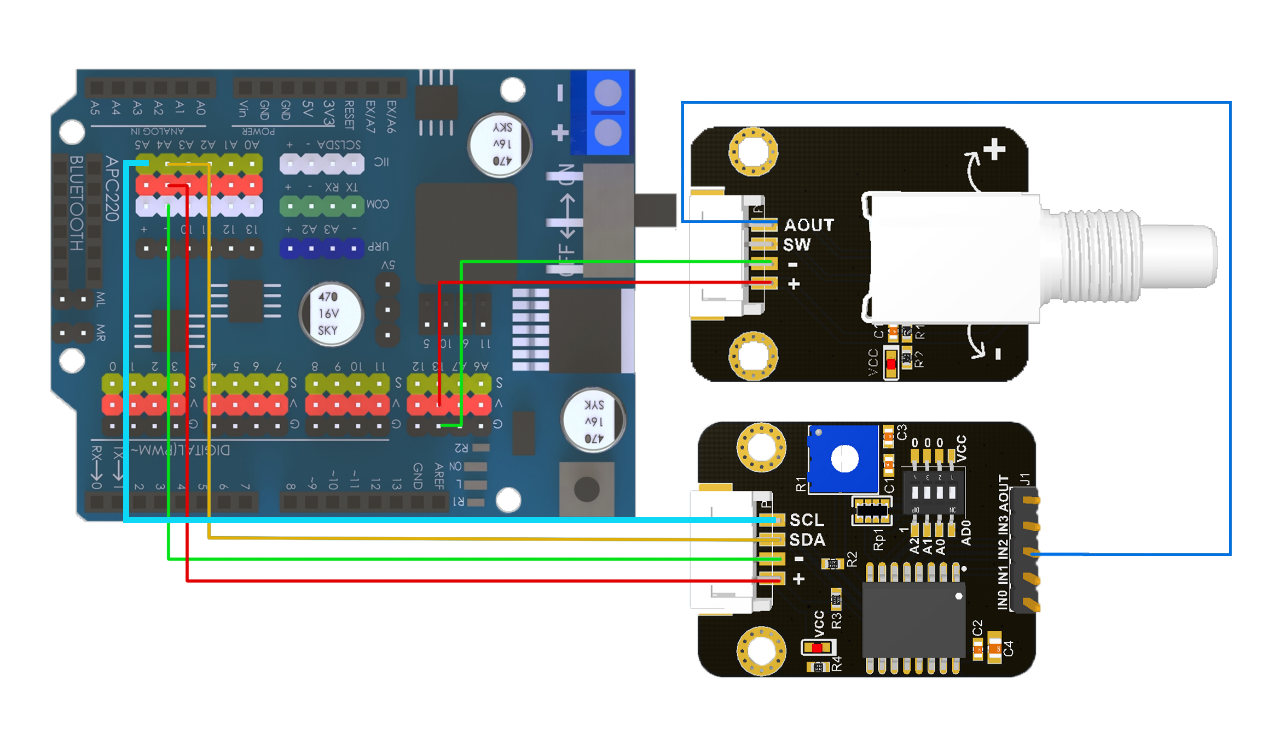 A5 A4 A3 A2 A1 A0
ANALOG IN
Vin GND GND 5V 3V3 RESET EX/A7 EX/A6
POWER
- +
SKY
16v
470
BLUETOOTH
APC220
A5 A4 A3 A2 A1 A0
+ - SDA SCL
IIC
+ - RX TX
COM
+ - 10 11 12 13
+ A2 A3 -
URP
5V
OFF ←→ ON
ML
MR
470
16V
SKY
5 10 6 11
0 1 2 3 S
4 5 6 7 S
8 9 10 11 S
12 13 A7 A6 S
V
G
V
G
SYK
16v
470
DIGITAL(PWM~)
RX→0
TX→1
2 3 4 5 6 7
8 ~9 ~10 ~11 12 13 GND AREF
R2
ON
L
R1
AOUT
SW
-
+
+
-
C1
R1
R2
VCC
SCL
SDA
-
+
R1
C3
C1
0 0 0 VCC
Rp1
1
A2 A1 A0 AD0
J1
IN0 IN1 IN2 IN3 AOUT
R2
R3
VCC
R4
C2
C4